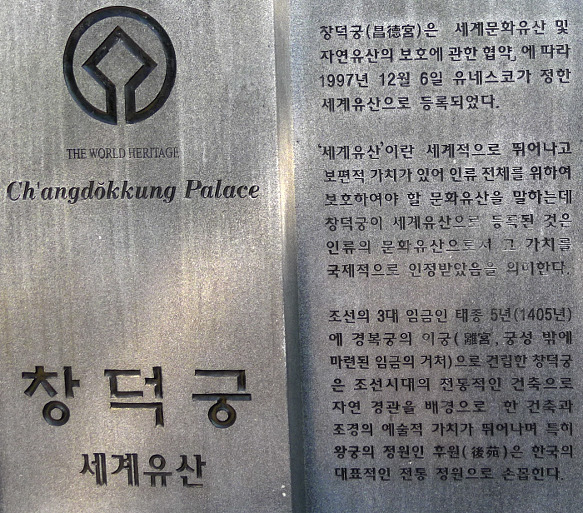 THE WORLD HERITAGE
Ch'angdŏkkung Palace
창덕궁
세계유산
창덕궁(昌德宮)은 세계문화유산 및
자연유산의 보호에 관한 협약」에 따라
1997년 12월 6일 유네스코가 정한
세계유산으로 등록되었다.
'세계유산'이란 세계적으로 뛰어나고
보편적 가치가 있어 인류 전체를 위하여
보호하여야 할 문화유산을 말하는데
창덕궁이 세계유산으로 등록된 것은
인류의 문화유산으로서 그 가치를
국제적으로 인정받았음을 의미한다.
조선의 3대 임금인 태종 5년(1405년)
에 경복궁의 이궁(離宮, 궁성 밖에
마련된 임금의 거처)으로 건립한 창덕궁
은 조선시대의 전통적인 건축으로
자연 경관을 배경으로 한 건축과
조경의 예술적 가치가 뛰어나며 특히
왕궁의 정원인 후원(後苑)은 한국의
대표적인 전통 정원으로 손꼽힌다.